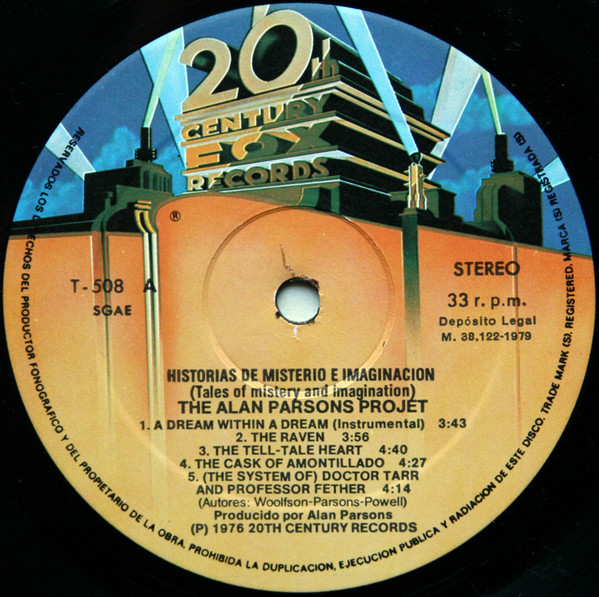 20th
CENTURY
FOX
RECORDS
®
T-508 A
SGAE
STEREO
33 r. p. m.
Depósito Legal
M. 38.122-1979
HISTORIAS DE MISTERIO E IMAGINACION
(Tales of mistery and imagination)
THE ALAN PARSONS PROJET
1. A DREAM WITHIN A DREAM (Instrumental) 3:43
2. THE RAVEN 3:56
3. THE TELL-TALE HEART 4:40
4. THE CASK OF AMONTILLADO 4:27
5. (THE SYSTEM OF) DOCTOR TARR
AND PROFESSOR FETHER 4:14
(Autores: Woolfson-Parsons-Powell)
Producido por Alan Parsons
(P) 1976 20TH CENTURY RECORDS
RESERVADOS LOS DERECHOS DEL PRODUCTOR FONOGRAFICO Y DEL PROPIETARIO DE LA OBRA. PROHIBIDA LA DUPLICACION, EJECUCION PUBLICA Y RADIACION DE ESTE DISCO. TRADE MARK (S). REGISTERED. MARCA (S) REGISTRADA (S)